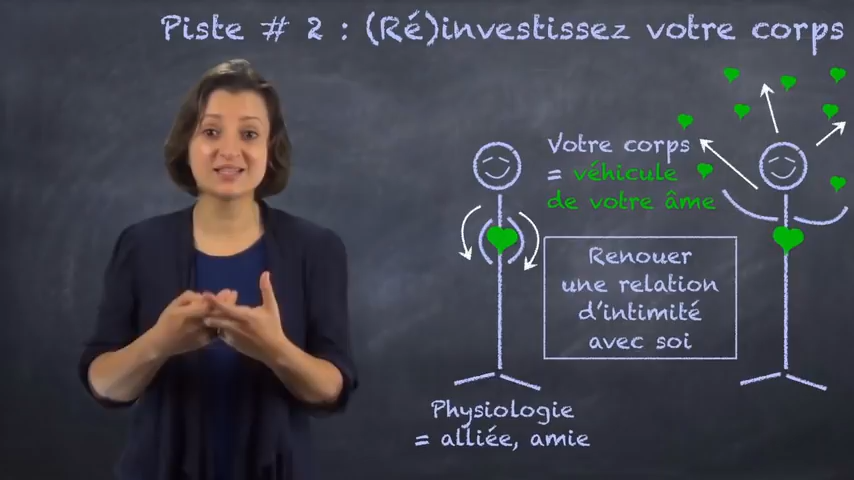 Piste # 2 : (Ré)investissez votre corps
Votre corps
= véhicule
de votre âme
Renouer
une relation
d'intimité
avec soi
Physiologie
= alliée, amie